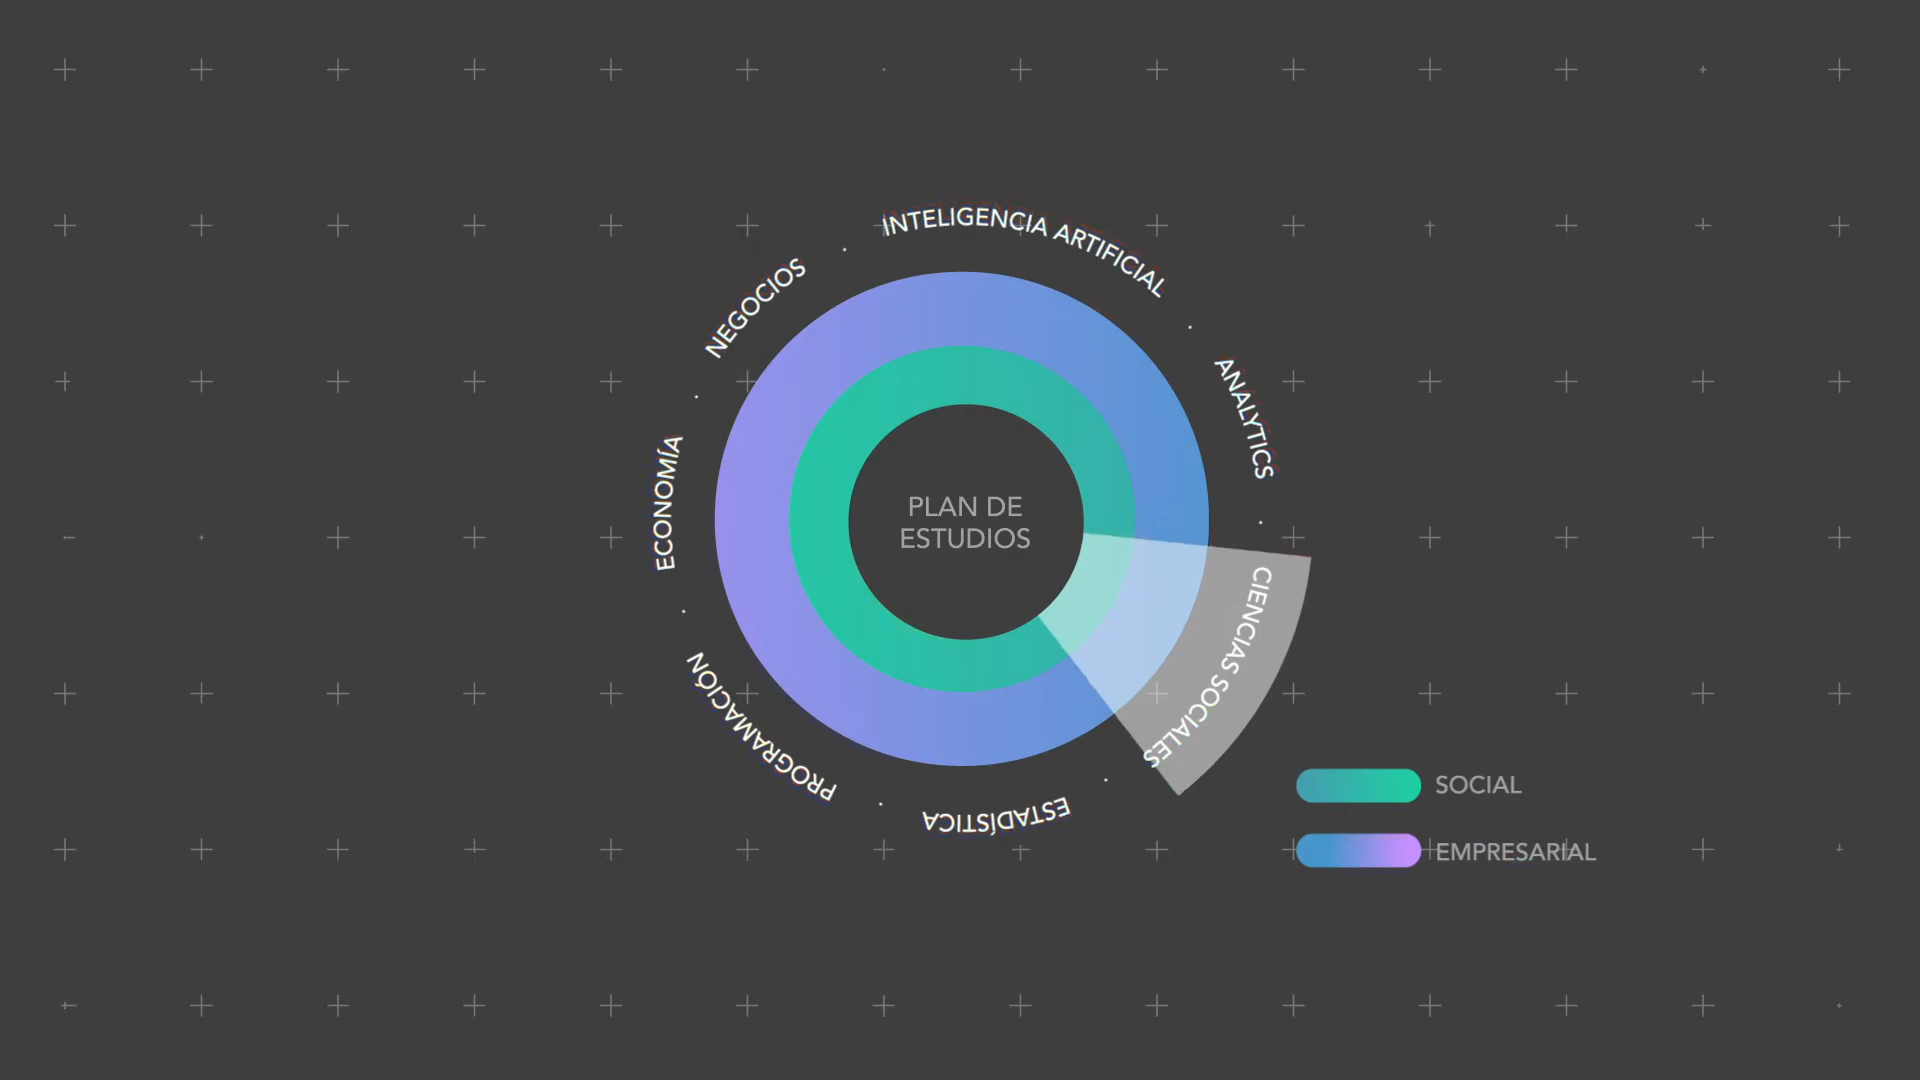 INTELIGENCIA ARTIFICIAL
ANALYTICS
CIENCIAS SOCIALES
ESTADÍSTICA
PROGRAMACIÓN
ECONOMÍA
NEGOCIOS
PLAN DE
ESTUDIOS
SOCIAL
EMPRESARIAL